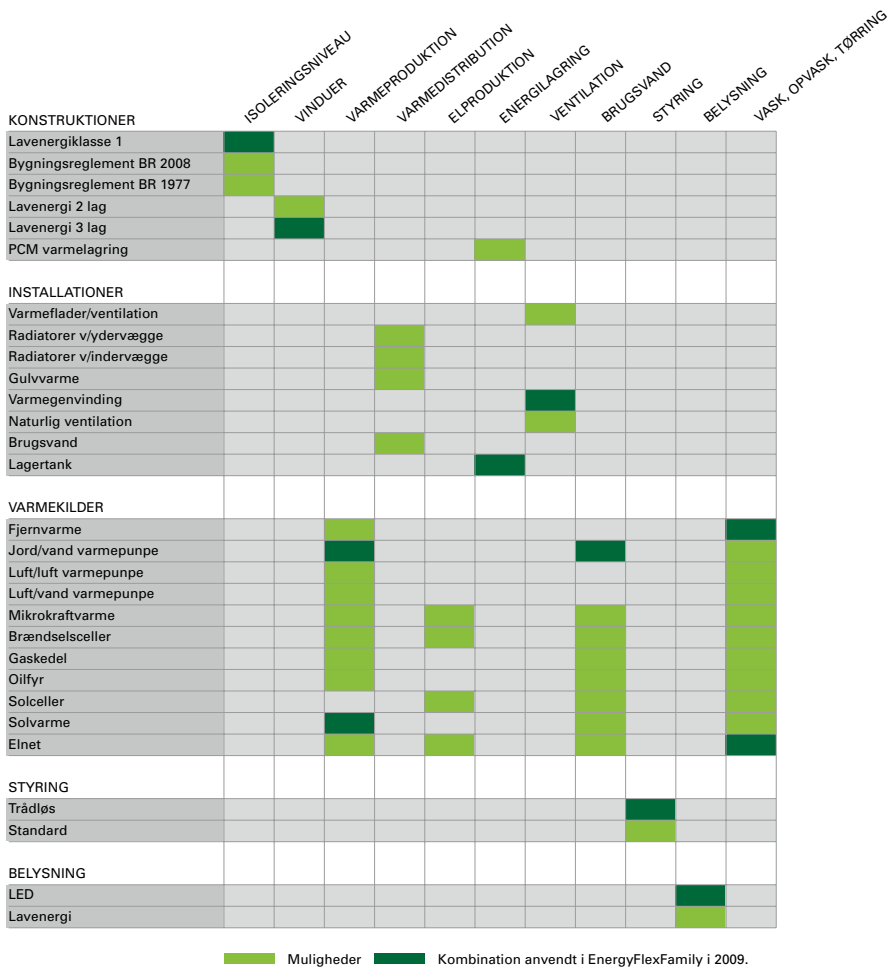 ISOLERINGSNIVEAU
VINDUER
VARMEPRODUKTION
VARMEDISTRIBUTION
ELPRODUKTION
ENERGILAGRING
VENTILATION
BRUGSVAND
STYRING
BELYSNING
VASK, OPVASK, TØRRING
KONSTRUKTIONER
Lavenergiklasse 1
Bygningsreglement BR 2008
Bygningsreglement BR 1977
Lavenergi 2 lag
Lavenergi 3 lag
PCM varmelagring
INSTALLATIONER
Varmeflader/ventilation
Radiatorer v/ydervægge
Radiatorer v/indervægge
Gulvvarme
Varmegenvinding
Naturlig ventilation
Brugsvand
Lagertank
VARMEKILDER
Fjernvarme
Jord/vand varmepunpe
Luft/luft varmepunpe
Luft/vand varmepunpe
Mikrokraftvarme
Brændselsceller
Gaskedel
Oilfyr
Solceller
Solvarme
Elnet
STYRING
Trådløs
Standard
BELYSNING
LED
Lavenergi
Muligheder Kombination anvendt i EnergyFlexFamily i 2009.